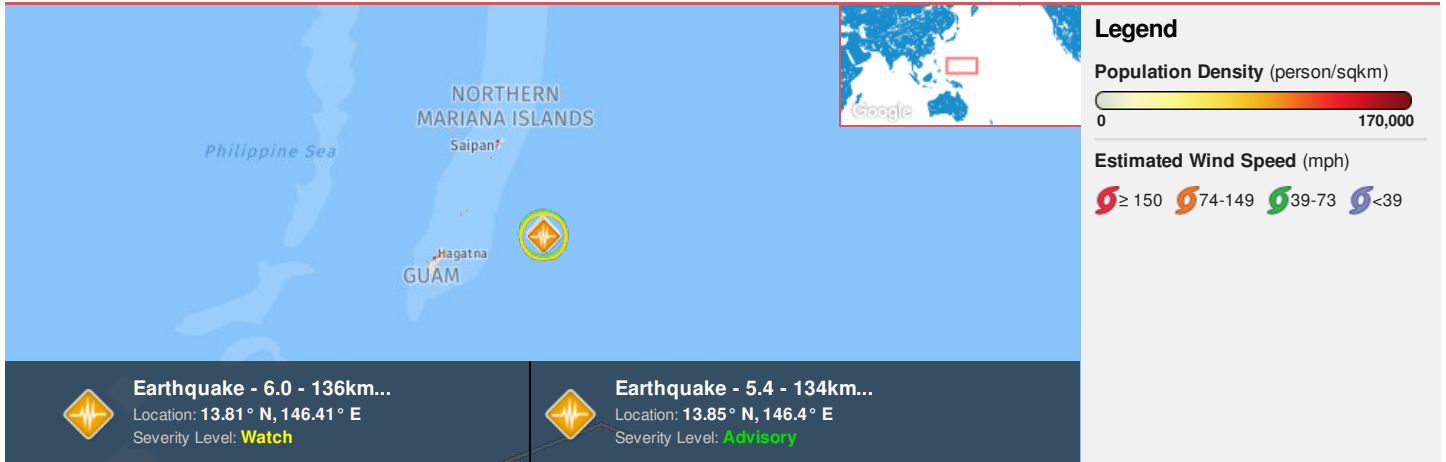 NORTHERN
MARIANA ISLANDS
Philippine Sea
Saipan
Hagatna
GUAM
Google
Legend
Population Density (person/sqkm)
0 170,000
Estimated Wind Speed (mph)
≥ 150 74-149 39-73 <39
Earthquake - 6.0 - 136km...
Location: 13.81° N, 146.41° E
Severity Level: Watch
Earthquake - 5.4 - 134km...
Location: 13.85° N, 146.4° E
Severity Level: Advisory